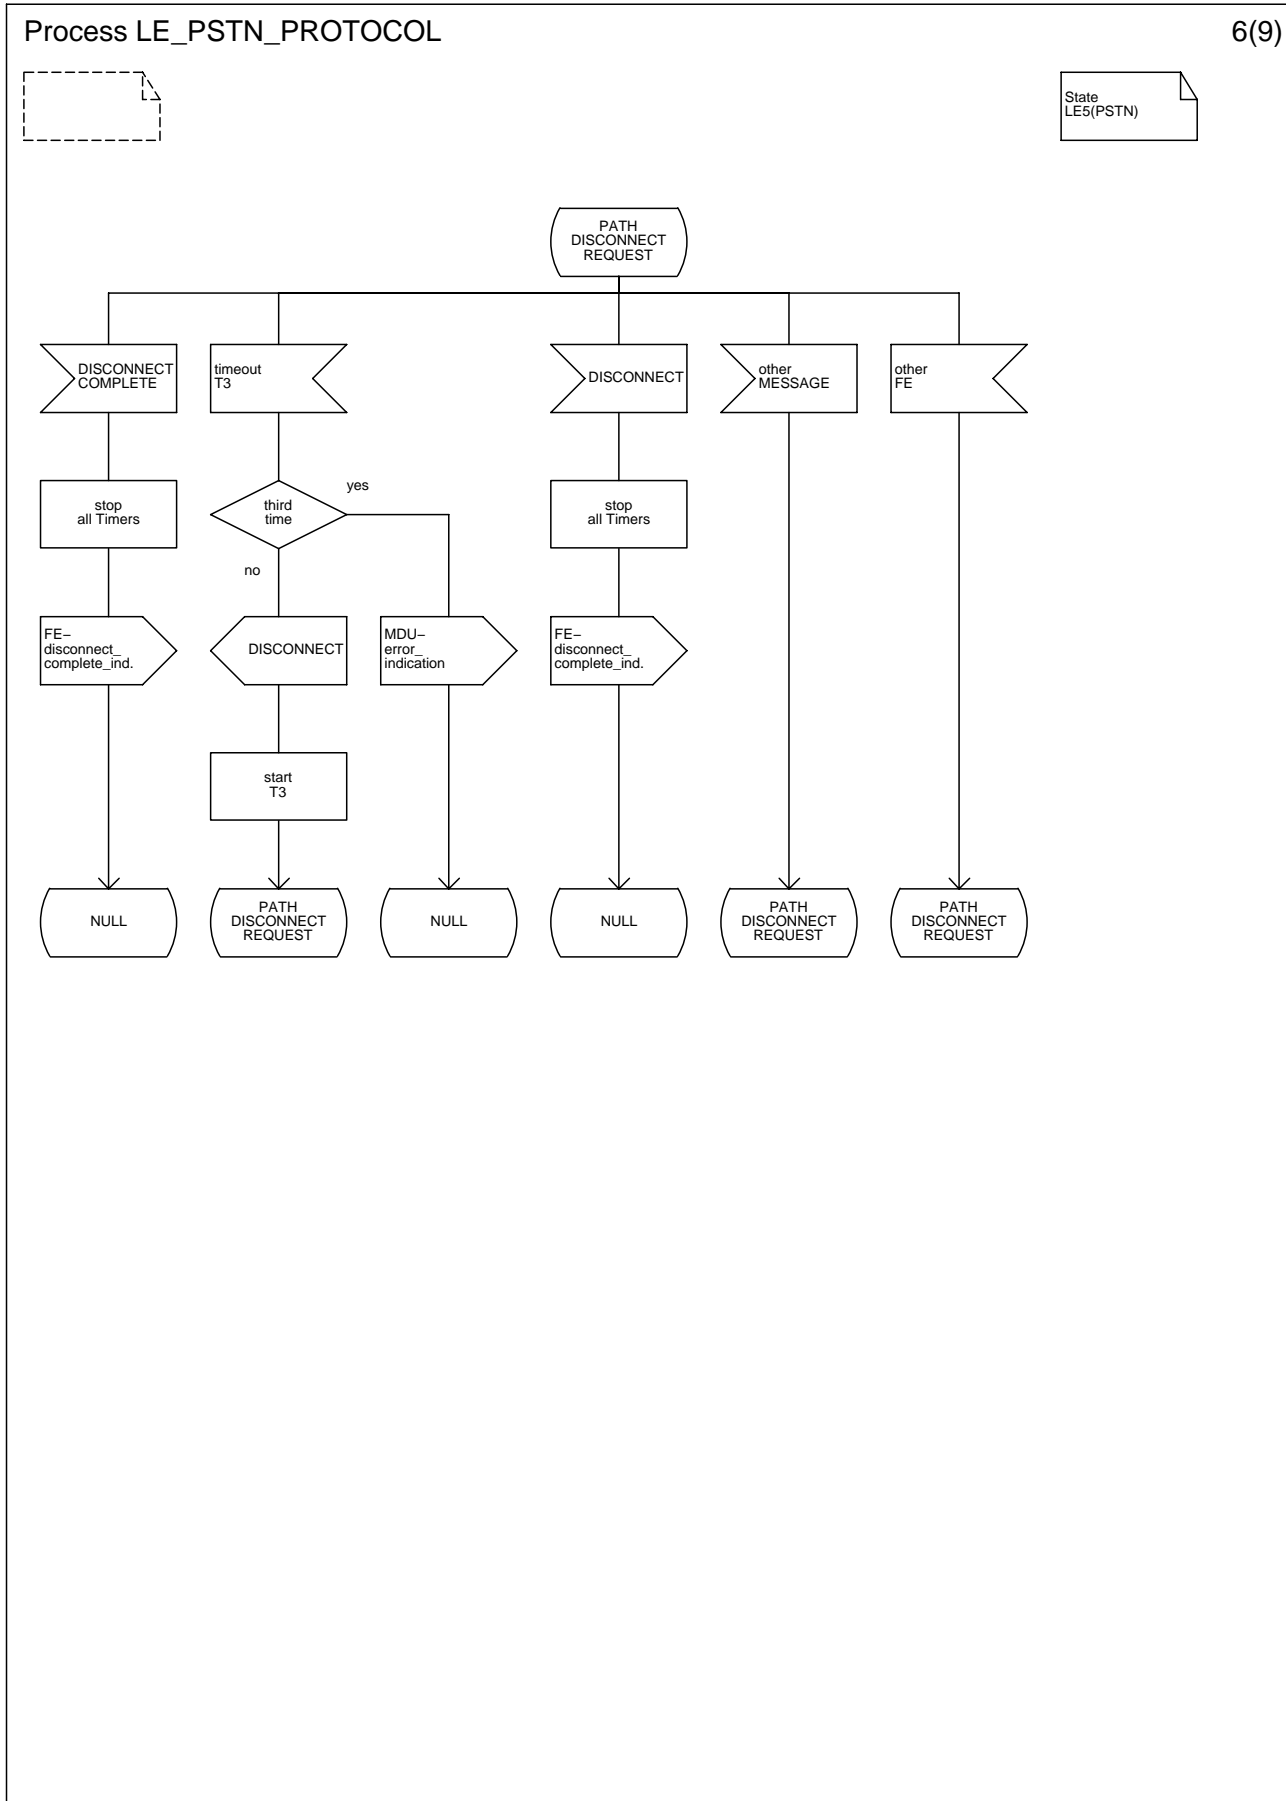 Process LE_PSTN_PROTOCOL
6(9)
State
LE5(PSTN)
PATH
DISCONNECT
REQUEST
DISCONNECT
COMPLETE
timeout
T3
DISCONNECT
other
MESSAGE
other
FE
stop
all Timers
third
time
yes
no
stop
all Timers
FE–
disconnect_
complete_ind.
DISCONNECT
MDU–
error_
indication
FE–
disconnect_
complete_ind.
start
T3
NULL
PATH
DISCONNECT
REQUEST
NULL
NULL
PATH
DISCONNECT
REQUEST
PATH
DISCONNECT
REQUEST